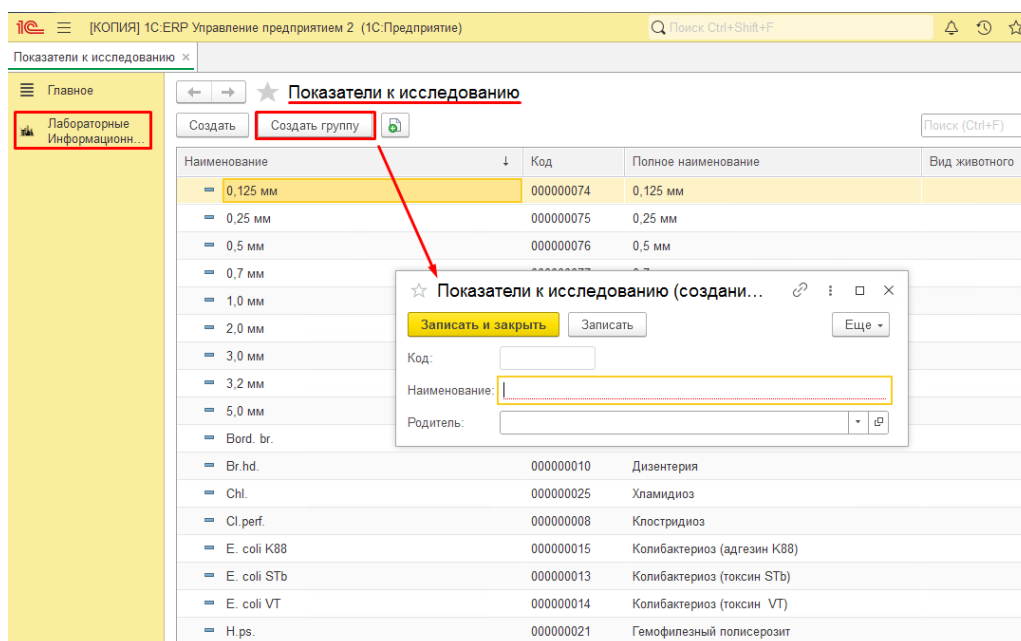 [КОПИЯ] 1С:ERP Управление предприятием 2 (1С:Предприятие)
Поиск Ctrl+Shift+F
Показатели к исследованию ×
Главное
Лабораторные
Информационн...
Показатели к исследованию
Создать
Создать группу
Поиск (Ctrl+F)
Наименование ↓ Код Полное наименование Вид животного
0,125 мм 000000074 0,125 мм
0,25 мм 000000075 0,25 мм
0,5 мм 000000076 0,5 мм
0,7 мм
1,0 мм
2,0 мм
3,0 мм
3,2 мм
5,0 мм
Bord. br.
Показатели к исследованию (создани...
Записать и закрыть
Записать
Еще
Код:
Наименование:
Родитель:
Br.hd. 000000010 Дизентерия
Chl. 000000025 Хламидиоз
Cl.perf. 000000008 Клостридиоз
E. coli K88 000000015 Колибактериоз (адгезин K88)
E. coli STb 000000013 Колибактериоз (токсин STb)
E. coli VT 000000014 Колибактериоз (токсин VT)
H.ps. 000000021 Гемофилезный полисерозит